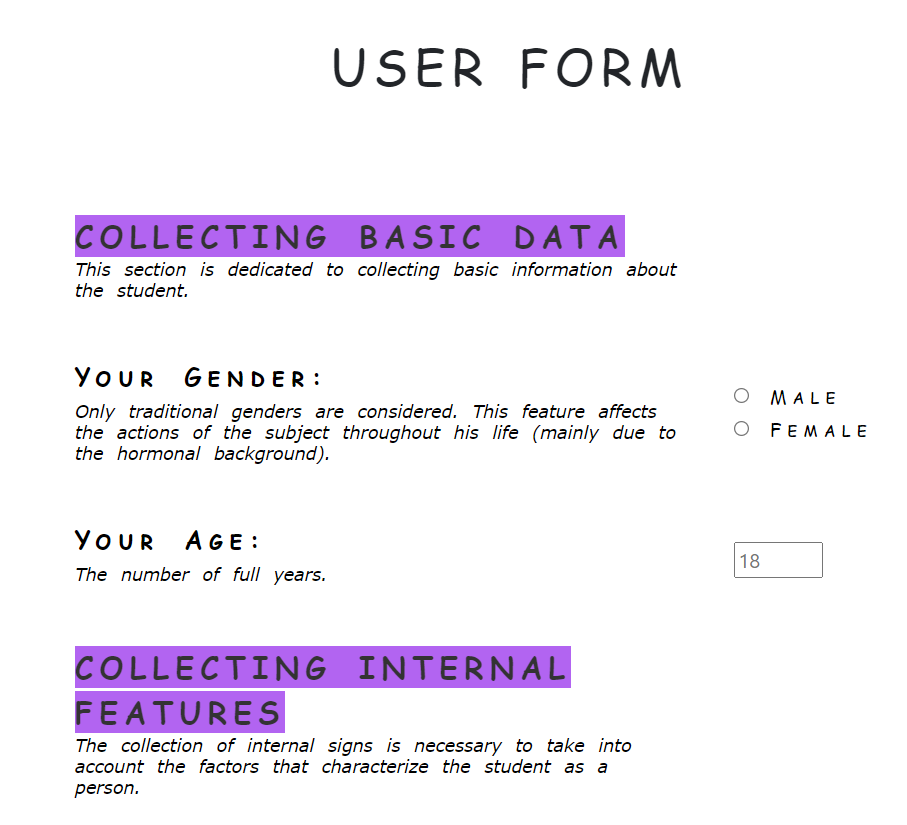 USER FORM
COLLECTING BASIC DATA
This section is dedicated to collecting basic information about
the student.
Your Gender:
Only traditional genders are considered. This feature affects
the actions of the subject throughout his life (mainly due to
the hormonal background).
Male
Female
Your Age:
The number of full years.
18
COLLECTING INTERNAL
FEATURES
The collection of internal signs is necessary to take into
account the factors that characterize the student as a
person.